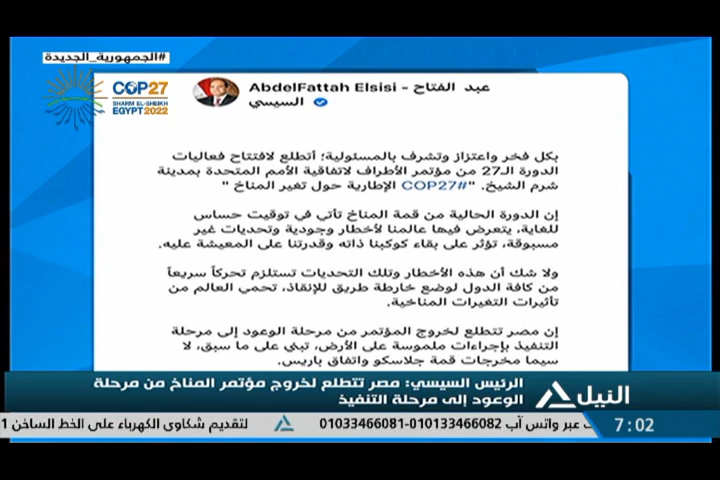 #الجمهورية_الجديدة
COP27
SHARM EL-SHEIKH
EGYPT 2022
AbdelFattah Elsisi - عبد الفتاح
السيسي
بكل فخر واعتزاز وتشرف بالمسئولية؛ أتطلع لافتتاح فعاليات
الدورة الـ27 من مؤتمر الأطراف لاتفاقية الأمم المتحدة بمدينة
شرم الشيخ. "#COP27 الإطارية حول تغير المناخ "
إن الدورة الحالية من قمة المناخ تأتي في توقيت حساس
للغاية، يتعرض فيها عالمنا لأخطار وجودية وتحديات غير
مسبوقة، تؤثر على بقاء كوكبنا ذاته وقدرتنا على المعيشة عليه.
ولا شك أن هذه الأخطار وتلك التحديات تستلزم تحركاً سريعاً
من كافة الدول لوضع خارطة طريق للإنقاذ، تحمي العالم من
تأثيرات التغيرات المناخية.
إن مصر تتطلع لخروج المؤتمر من مرحلة الوعود إلى مرحلة
التنفيذ بإجراءات ملموسة على الأرض، تبنى على ما سبق، لا
سيما مخرجات قمة جلاسكو واتفاق باريس.
الرئيس السيسي: مصر تتطلع لخروج مؤتمر المناخ من مرحلة
الوعود إلى مرحلة التنفيذ
النيل
7:02
عبر واتس آب 010133466082-01033466081
لتقديم شكاوى الكهرباء على الخط الساخن 1